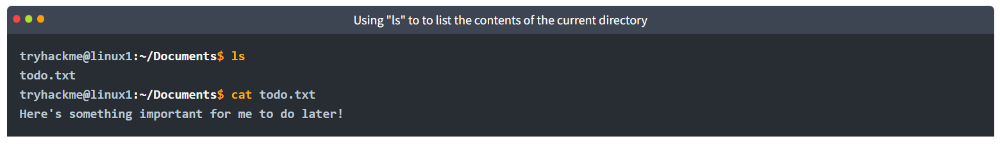 Using "ls" to to list the contents of the current directory
tryhackme@linux1:~/Documents$ ls
todo.txt
tryhackme@linux1:~/Documents$ cat todo.txt
Here's something important for me to do later!